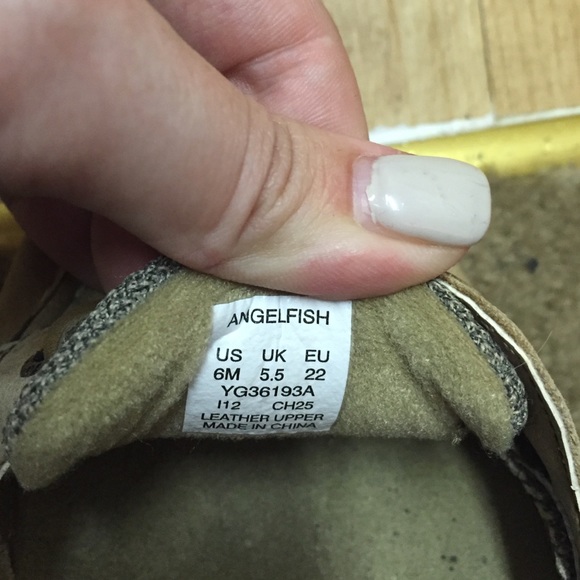 ANGELFISH
US UK EU
6M 5.5 22
YG36193A
I12 CH25
LEATHER UPPER
MADE IN CHINA